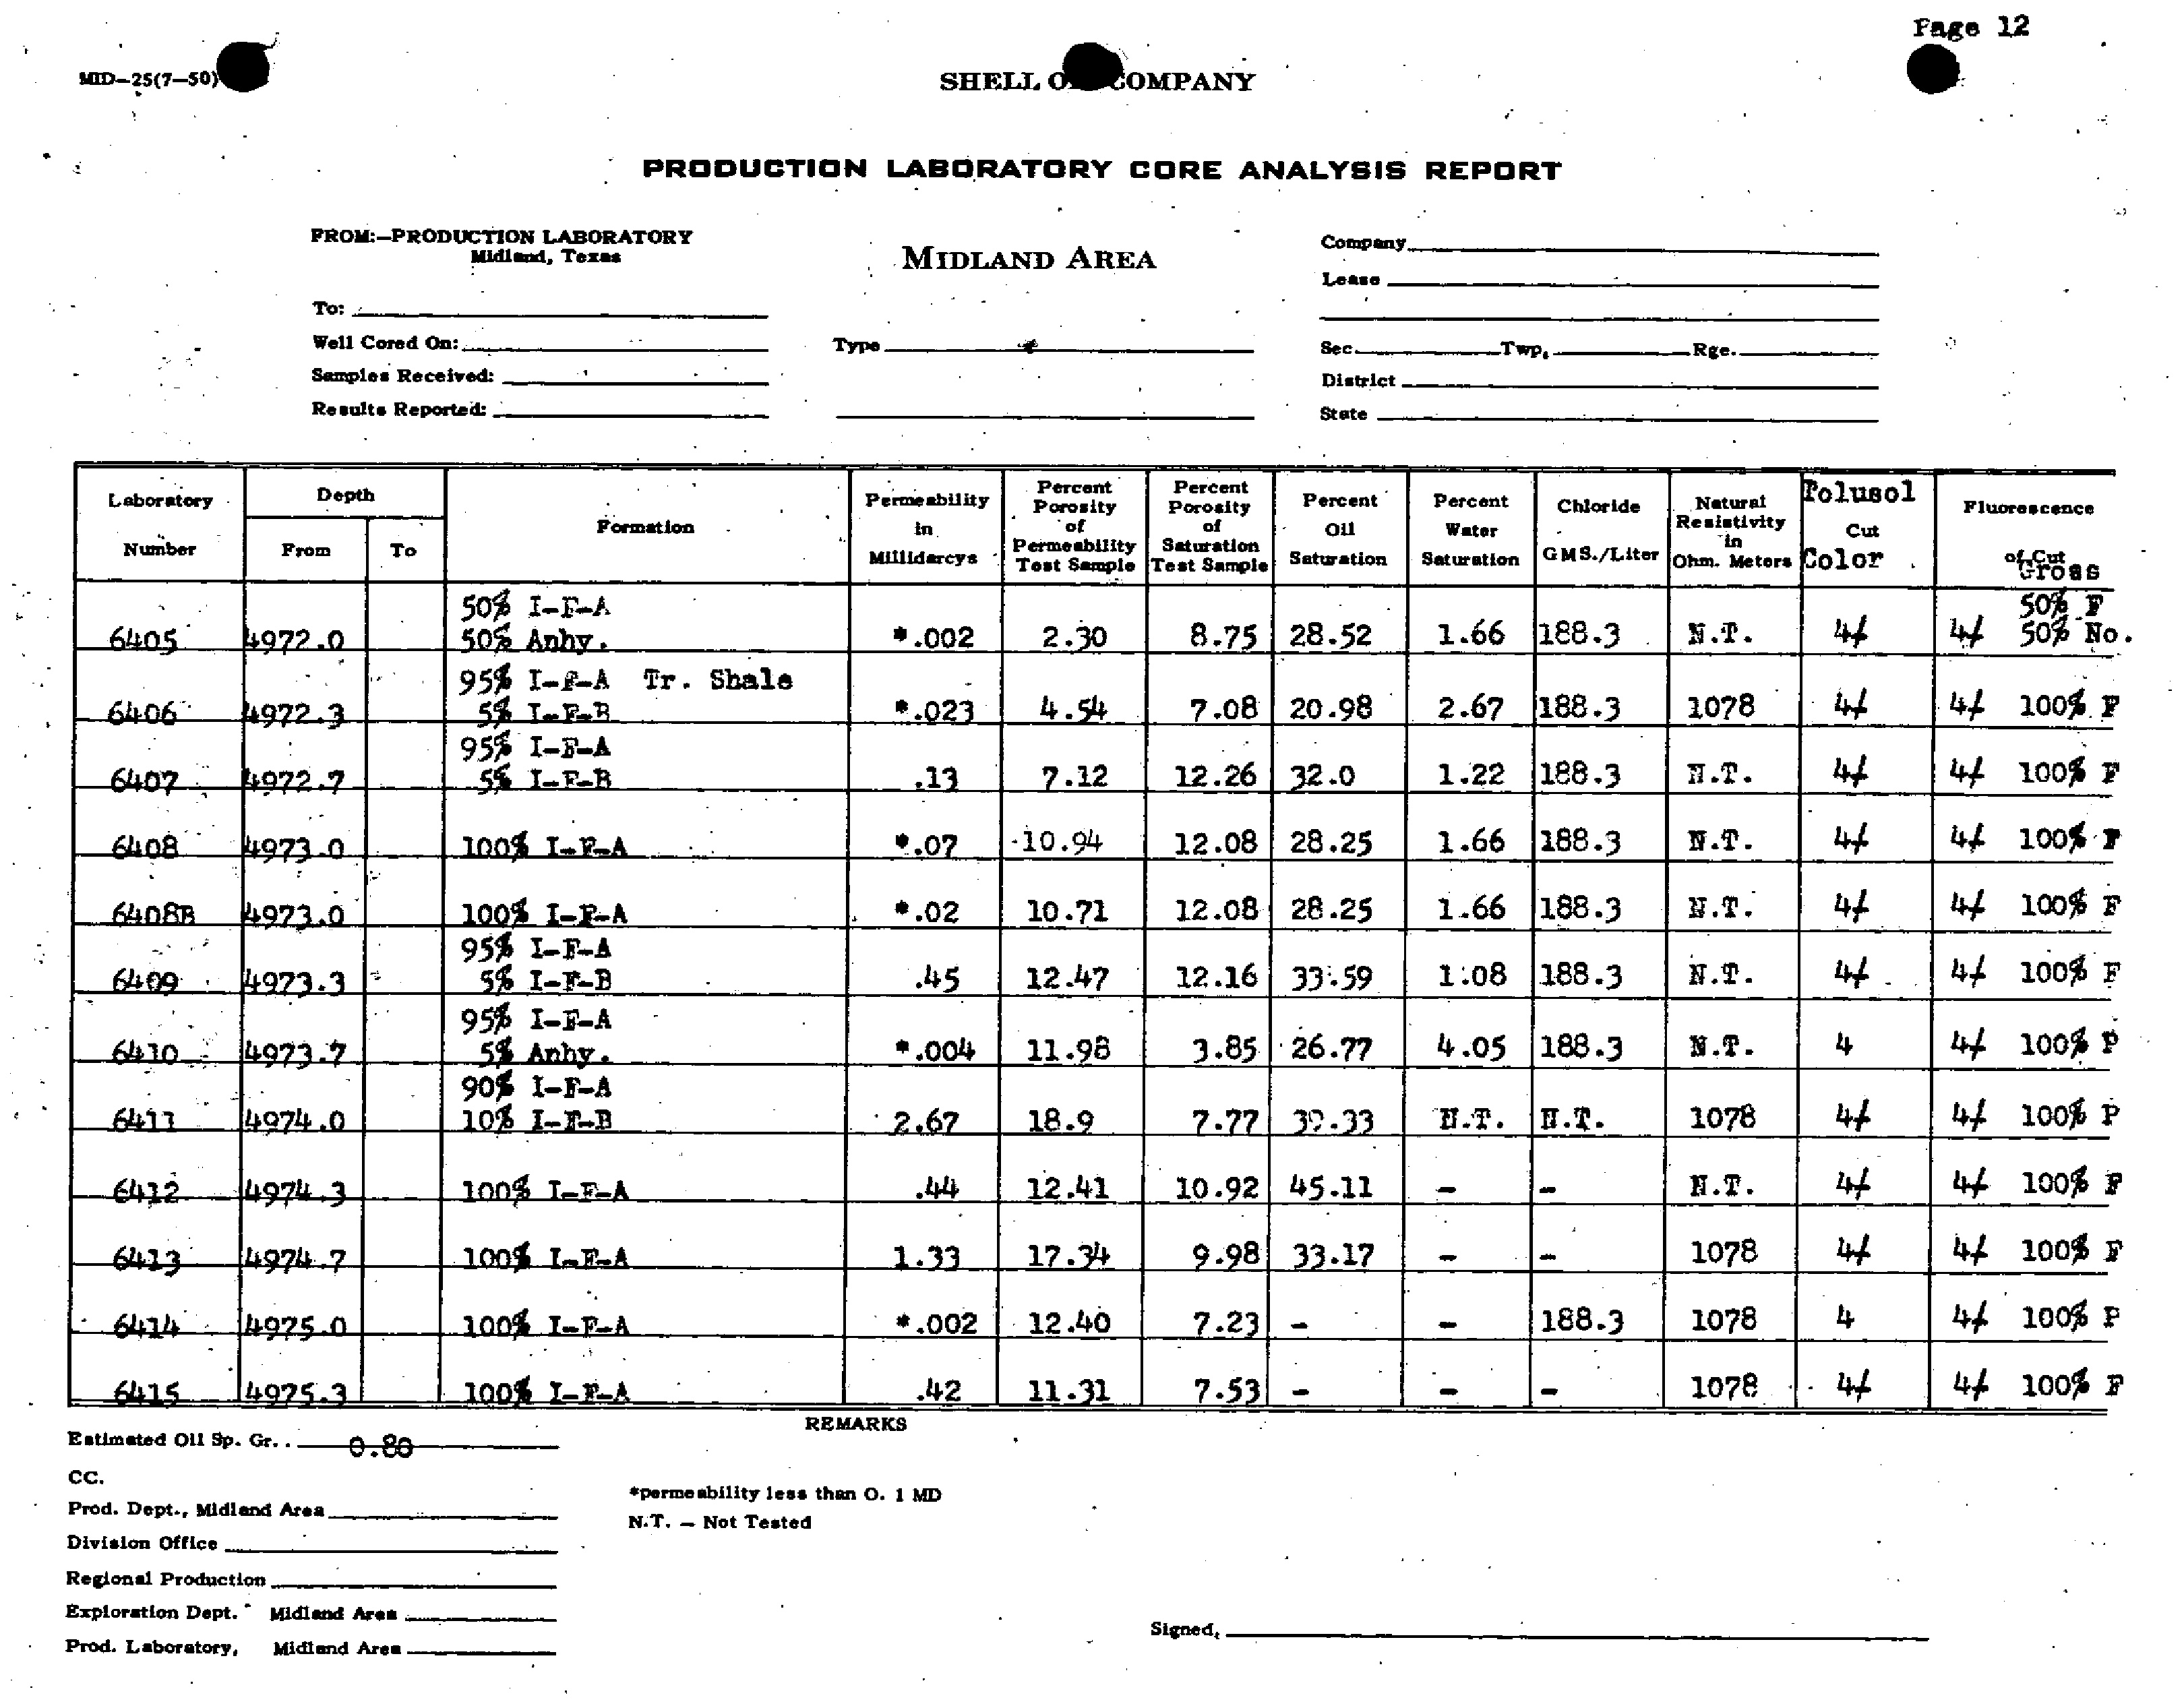 Page 12
MID-25(7-50)
SHELL O COMPANY
PRODUCTION LABORATORY CORE ANALYSIS REPORT
FROM:-PRODUCTION LABORATORY
Midland, Texas
MIDLAND AREA
Company
Lease
To:
Well Cored On:
Type
Sec. Twp. Rge.
Samples Received:
District
Results Reported:
State
Laboratory Number
Depth
From To
Formation
Permeability in Millidarcys
Percent Porosity of Permeability Test Sample
Percent Porosity of Saturation Test Sample
Percent Oil Saturation
Percent Water Saturation
Chloride GMS./Liter
Natural Resistivity in Ohm. Meters
Polusol Cut Color
Fluorescence of Cut Gross
50% I-F-A 50% F
6405 4972.0 50% Anhy. *.002 2.30 8.75 28.52 1.66 188.3 N.T. 4/ 4/ 50% No.
95% I-F-A Tr. Shale
6406 4972.3 5% I-F-B *.023 4.54 7.08 20.98 2.67 188.3 1078 4/ 4/ 100% F
95% I-F-A
6407 4972.7 5% I-F-B .13 7.12 12.26 32.0 1.22 188.3 N.T. 4/ 4/ 100% F
6408 4973.0 100% I-F-A *.07 10.94 12.08 28.25 1.66 188.3 N.T. 4/ 4/ 100% F
6408B 4973.0 100% I-F-A *.02 10.71 12.08 28.25 1.66 188.3 N.T. 4/ 4/ 100% F
95% I-F-A
6409 4973.3 5% I-F-B .45 12.47 12.16 33.59 1.08 188.3 N.T. 4/ 4/ 100% F
95% I-F-A
6410 4973.7 5% Anhy. *.004 11.98 3.85 26.77 4.05 188.3 N.T. 4 4/ 100% P
90% I-F-A
6411 4974.0 10% I-F-B 2.67 18.9 7.77 N.T. N.T. 1078 4/ 4/ 100% P
6412 4974.3 100% I-F-A .44 12.41 10.92 45.11 - - N.T. 4/ 4/ 100% F
6413 4974.7 100% I-F-A 1.33 17.34 9.98 33.17 - - 1078 4/ 4/ 100% F
6414 4975.0 100% I-F-A *.002 12.40 7.23 - - 188.3 1078 4 4/ 100% P
6415 4975.3 100% I-F-A .42 11.31 7.53 - - - 1078 4/ 4/ 100% F
REMARKS
Estimated Oil Sp. Gr.. 0.80
CC.
Prod. Dept., Midland Area
*permeability less than 0. 1 MD
N.T. - Not Tested
Division Office
Regional Production
Exploration Dept. Midland Area
Signed,
Prod. Laboratory, Midland Area